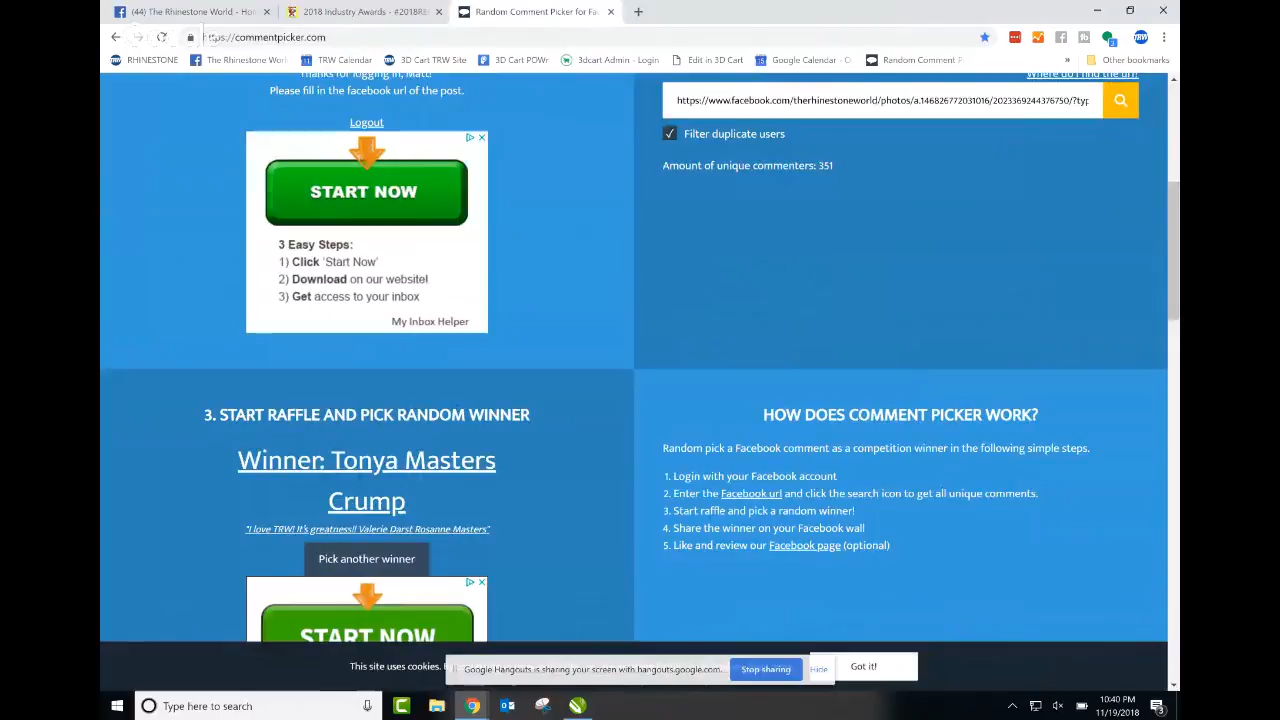 (44) The Rhinestone World - Hom
2018 Industry Awards - #2018RS
Random Comment Picker for Fac
https://commentpicker.com
RHINESTONE
The Rhinestone Worl
TRW Calendar
3D Cart TRW Site
3D Cart POWr
3dcart Admin - Login
Edit in 3D Cart
Google Calendar - O
Random Comment P
»
Other bookmarks
Thanks for logging in, Matt!
Please fill in the facebook url of the post.
Logout
START NOW
3 Easy Steps:
1) Click 'Start Now'
2) Download on our website!
3) Get access to your inbox
My Inbox Helper
Where do I find the url?
https://www.facebook.com/therhinestoneworld/photos/a.146826772031016/2023369244376750/?typ
Filter duplicate users
Amount of unique commenters: 351
3. START RAFFLE AND PICK RANDOM WINNER
Winner: Tonya Masters
Crump
"I love TRW! It's greatness!! Valerie Darst Rosanne Masters"
Pick another winner
START NOW
HOW DOES COMMENT PICKER WORK?
Random pick a Facebook comment as a competition winner in the following simple steps.
1. Login with your Facebook account
2. Enter the Facebook url and click the search icon to get all unique comments.
3. Start raffle and pick a random winner!
4. Share the winner on your Facebook wall
5. Like and review our Facebook page (optional)
This site uses cookies.
Google Hangouts is sharing your screen with hangouts.google.com.
Stop sharing
Hide
Got it!
Type here to search
10:40 PM
11/19/2018
3